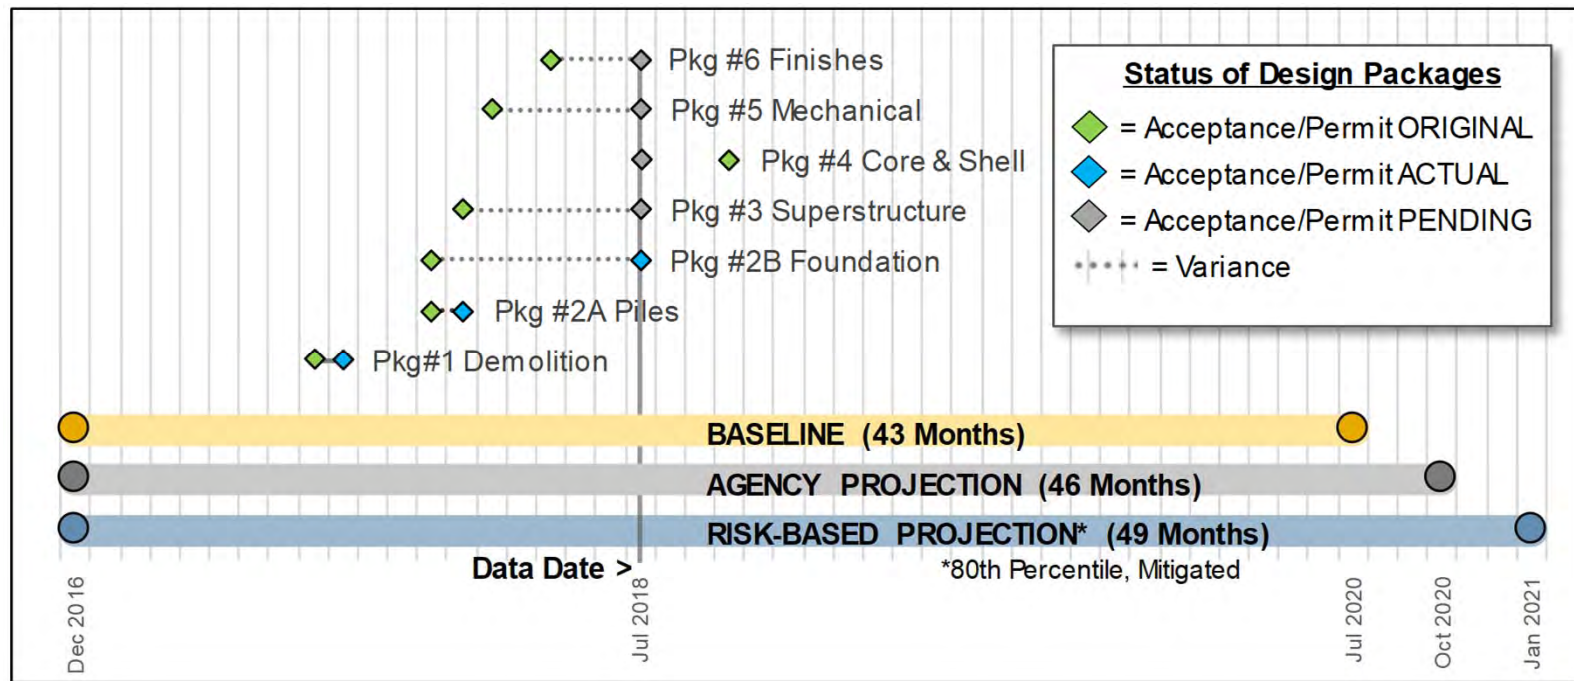 Pkg #6 Finishes
Pkg #5 Mechanical
Pkg #4 Core & Shell
Pkg #3 Superstructure
Pkg #2B Foundation
Pkg #2A Piles
Pkg#1 Demolition
Status of Design Packages
= Acceptance/Permit ORIGINAL
= Acceptance/Permit ACTUAL
= Acceptance/Permit PENDING
= Variance
BASELINE (43 Months)
AGENCY PROJECTION (46 Months)
RISK-BASED PROJECTION* (49 Months)
Data Date >
*80th Percentile, Mitigated
Dec 2016
Jul 2018
Jul 2020
Oct 2020
Jan 2021